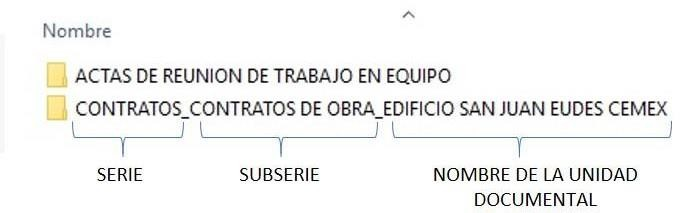 Nombre
ACTAS DE REUNION DE TRABAJO EN EQUIPO
CONTRATOS_CONTRATOS DE OBRA_EDIFICIO SAN JUAN EUDES CEMEX
SERIE
SUBSERIE
NOMBRE DE LA UNIDAD
DOCUMENTAL